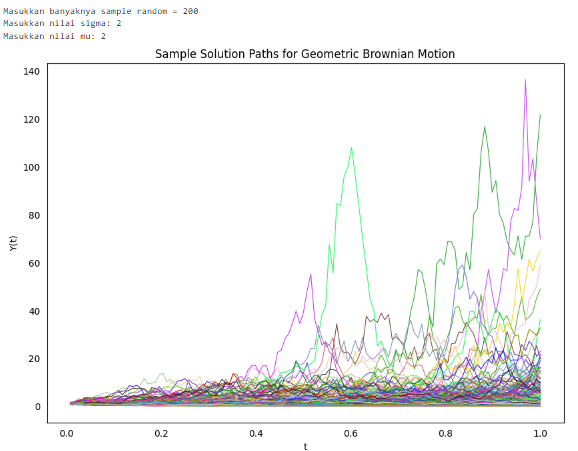 Masukkan banyaknya sample random = 200
Masukkan nilai sigma: 2
Masukkan nilai mu: 2
Sample Solution Paths for Geometric Brownian Motion
140
120
100
80
60
40
20
0
Y(t)
0.0 0.2 0.4 0.6 0.8 1.0
t